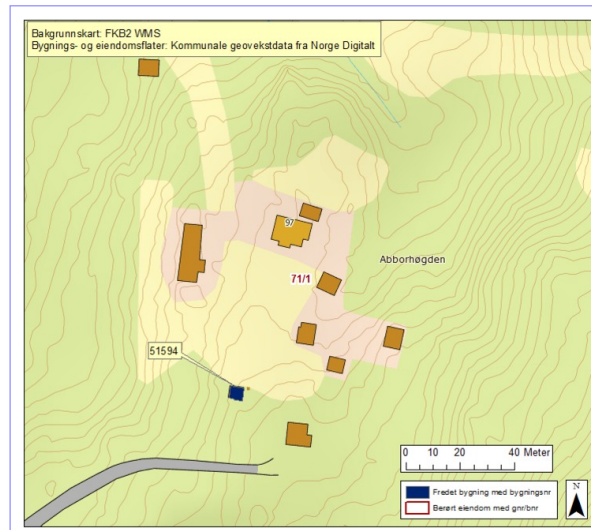 Bakgrunnskart: FKB2 WMS
Bygnings- og eiendomsflater: Kommunale geovekstdata fra Norge Digitalt
97
Abborhøgden
71/1
51594
0 10 20 40 Meter
Fredet bygning med bygningsnr
Berørt eiendom med gnr/bnr
N